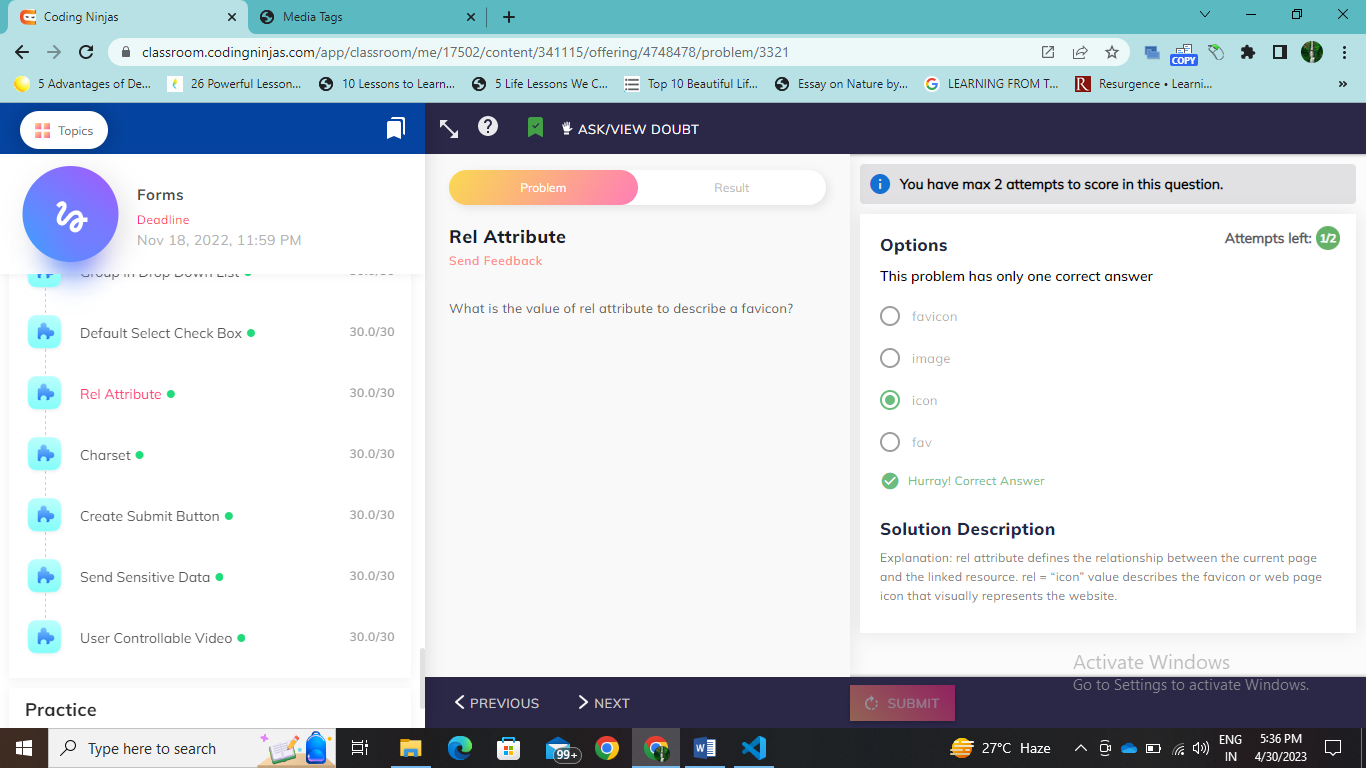 Coding Ninjas
Media Tags
classroom.codingninjas.com/app/classroom/me/17502/content/341115/offering/4748478/problem/3321
COPY
5 Advantages of De...
26 Powerful Lesson...
10 Lessons to Learn...
5 Life Lessons We C...
Top 10 Beautiful Lif...
Essay on Nature by...
LEARNING FROM T...
Resurgence • Learni...
Topics
ASK/VIEW DOUBT
Forms
Deadline
Nov 18, 2022, 11:59 PM
Group in Drop Down List
30.0/30
Default Select Check Box
30.0/30
Rel Attribute
30.0/30
Charset
30.0/30
Create Submit Button
30.0/30
Send Sensitive Data
30.0/30
User Controllable Video
30.0/30
Practice
Problem
Result
Rel Attribute
Send Feedback
What is the value of rel attribute to describe a favicon?
PREVIOUS
NEXT
You have max 2 attempts to score in this question.
Options
Attempts left: 1/2
This problem has only one correct answer
favicon
image
icon
fav
Hurray! Correct Answer
Solution Description
Explanation: rel attribute defines the relationship between the current page
and the linked resource. rel = “icon” value describes the favicon or web page
icon that visually represents the website.
Activate Windows
Go to Settings to activate Windows.
SUBMIT
Type here to search
99+
27°C Haze
ENG
IN
5:36 PM
4/30/2023